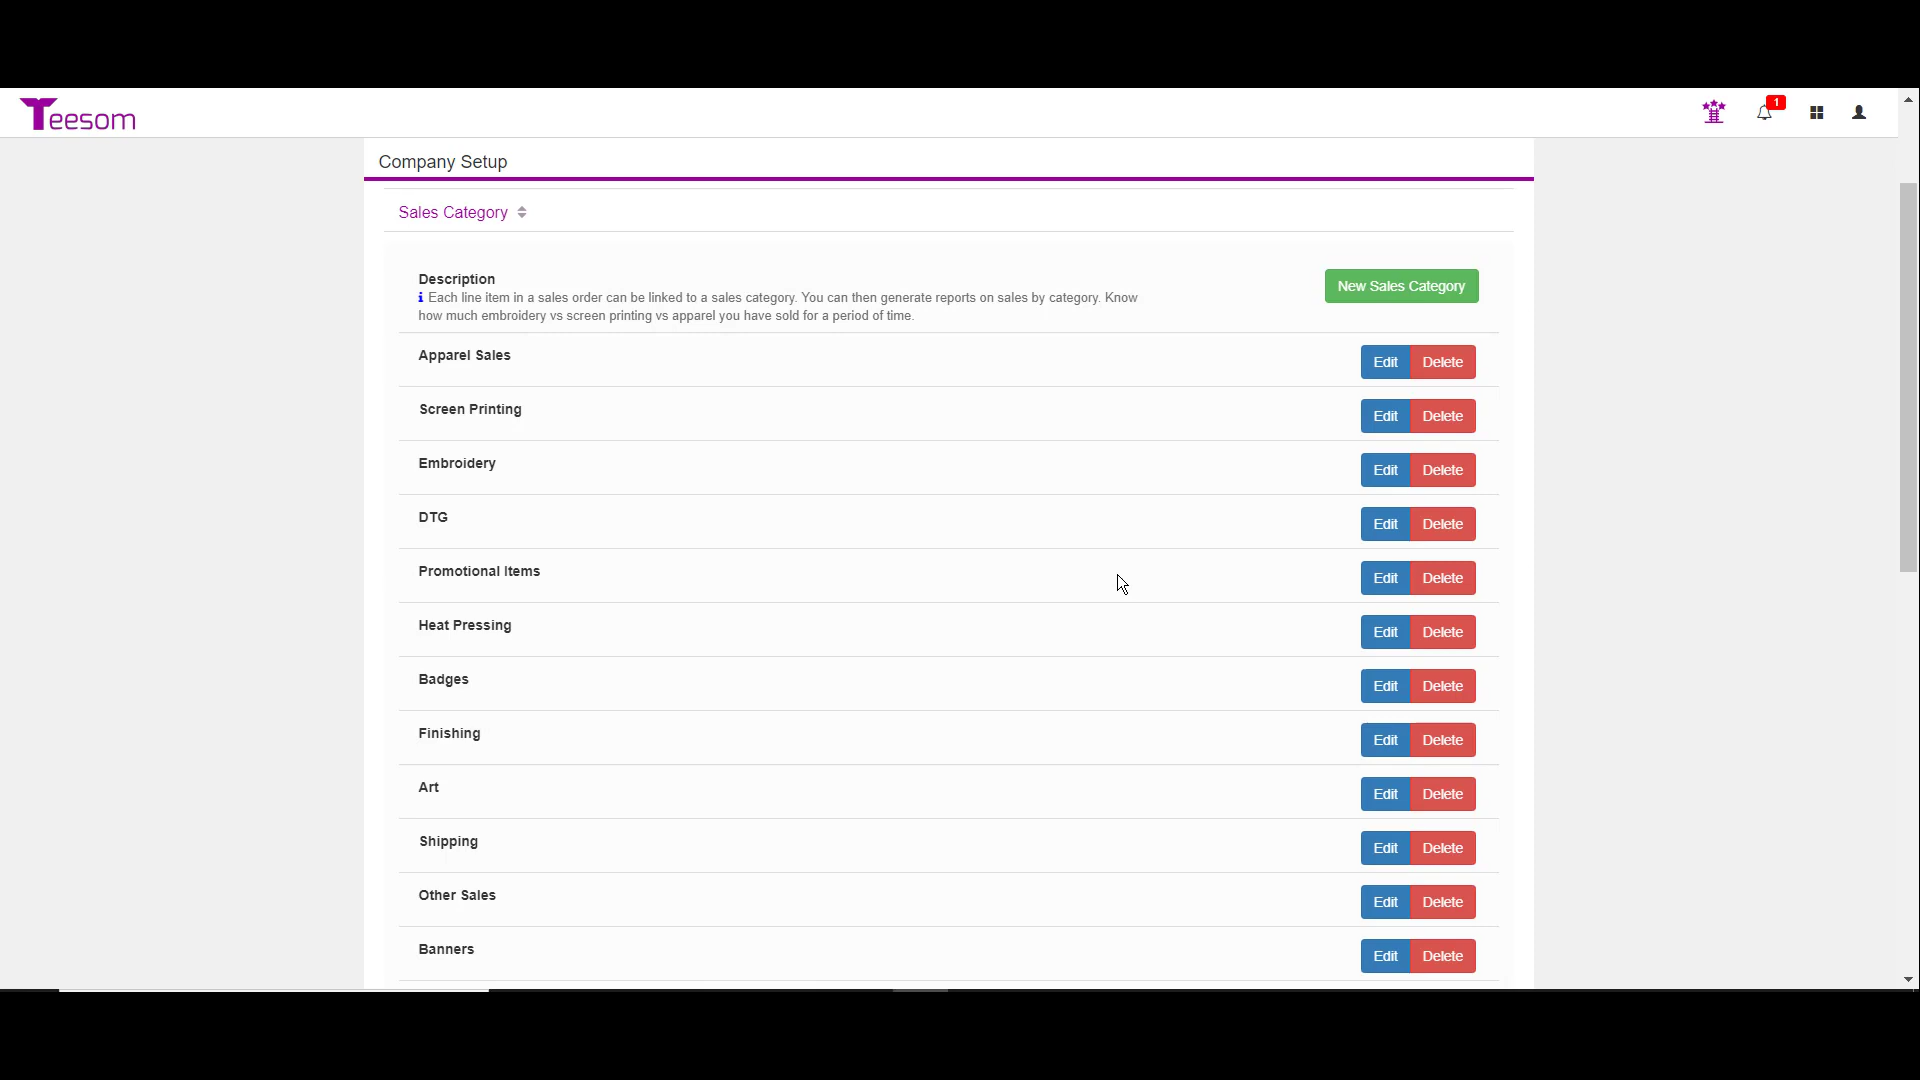 Teesom
1
Company Setup
Sales Category
Description
New Sales Category
i Each line item in a sales order can be linked to a sales category. You can then generate reports on sales by category. Know
how much embroidery vs screen printing vs apparel you have sold for a period of time.
Apparel Sales
Edit Delete
Screen Printing
Edit Delete
Embroidery
Edit Delete
DTG
Edit Delete
Promotional Items
Edit Delete
Heat Pressing
Edit Delete
Badges
Edit Delete
Finishing
Edit Delete
Art
Edit Delete
Shipping
Edit Delete
Other Sales
Edit Delete
Banners
Edit Delete